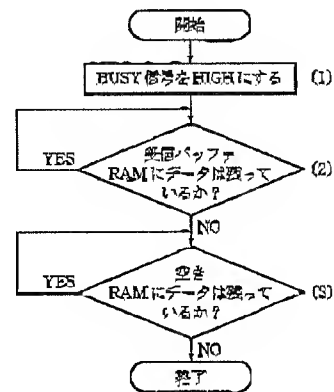 開始
BUSY信号をHIGHにする (1)
受信バッファ
RAMにデータは残って
いるか? (2)
YES
NO
空き
RAMにデータは残って
いるか? (3)
YES
NO
終了